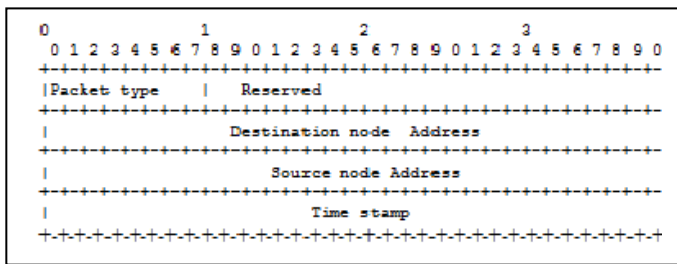 0 1 2 3
0 1 2 3 4 5 6 7 8 9 0 1 2 3 4 5 6 7 8 9 0 1 2 3 4 5 6 7 8 9 0
+-+-+-+-+-+-+-+-+-+-+-+-+-+-+-+-+-+-+-+-+-+-+-+-+-+-+-+-+-+-+-
|Packet type | Reserved
+-+-+-+-+-+-+-+-+-+-+-+-+-+-+-+-+-+-+-+-+-+-+-+-+-+-+-+-+-+-+-
| Destination node Address
+-+-+-+-+-+-+-+-+-+-+-+-+-+-+-+-+-+-+-+-+-+-+-+-+-+-+-+-+-+-+-
| Source node Address
+-+-+-+-+-+-+-+-+-+-+-+-+-+-+-+-+-+-+-+-+-+-+-+-+-+-+-+-+-+-+-
| Time stamp
+-+-+-+-+-+-+-+-+-+-+-+-+-+-+-+-+-+-+-+-+-+-+-+-+-+-+-+-+-+-+-